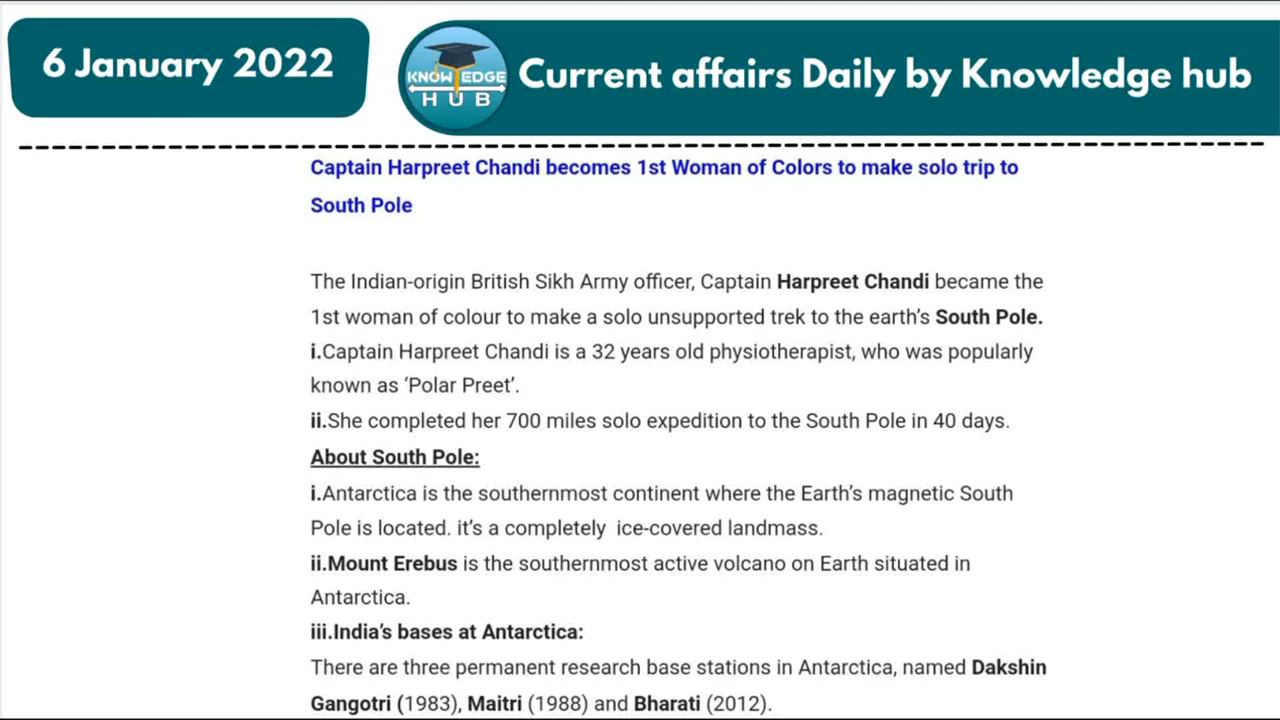 6 January 2022
KNOWLEDGE
HUB
Current affairs Daily by Knowledge hub
Captain Harpreet Chandi becomes 1st Woman of Colors to make solo trip to
South Pole
The Indian-origin British Sikh Army officer, Captain Harpreet Chandi became the
1st woman of colour to make a solo unsupported trek to the earth’s South Pole.
i.Captain Harpreet Chandi is a 32 years old physiotherapist, who was popularly
known as ‘Polar Preet’.
ii.She completed her 700 miles solo expedition to the South Pole in 40 days.
About South Pole:
i.Antarctica is the southernmost continent where the Earth’s magnetic South
Pole is located. it’s a completely  ice-covered landmass.
ii.Mount Erebus is the southernmost active volcano on Earth situated in
Antarctica.
iii.India’s bases at Antarctica:
There are three permanent research base stations in Antarctica, named Dakshin
Gangotri (1983), Maitri (1988) and Bharati (2012).